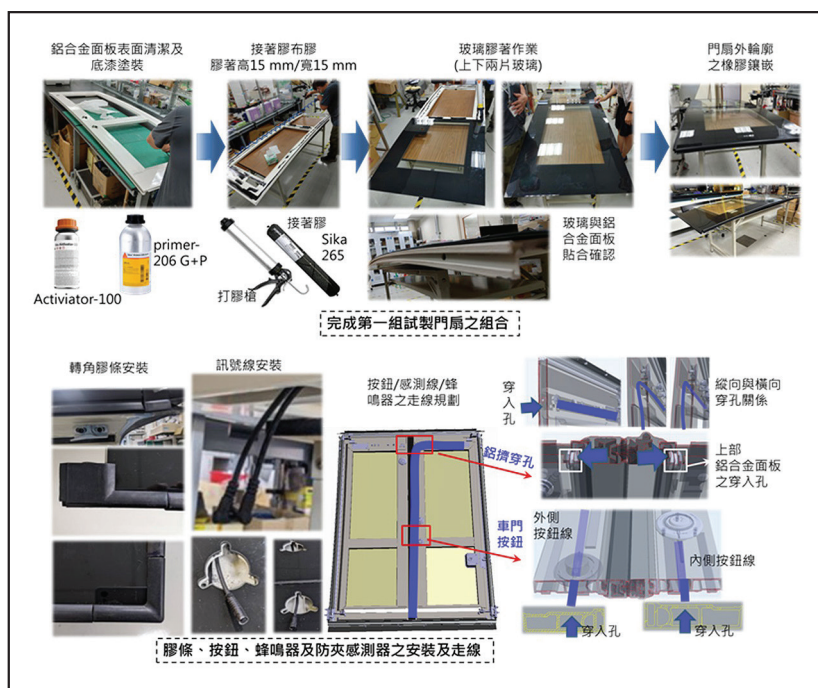 鋁合金面板表面清潔及
底漆塗裝
接著膠布膠
膠著高15 mm/寬15 mm
玻璃膠著作業
(上下兩片玻璃)
門扇外輪廓
之橡膠鑲嵌
Activiator-100
primer-
206 G+P
打膠槍
接著膠
Sika
265
玻璃與鋁
合金面板
貼合確認
完成第一組試製門扇之組合
轉角膠條安裝
訊號線安裝
按鈕/感測線/蜂
鳴器之走線規劃
穿
入
孔
縱向與橫向
穿孔關係
鋁擠穿孔
上部
鋁合金面板
之穿入孔
車門
按鈕
外側
按鈕線
內側按鈕線
穿入孔
穿入孔
膠條、按鈕、蜂鳴器及防夾感測器之安裝及走線